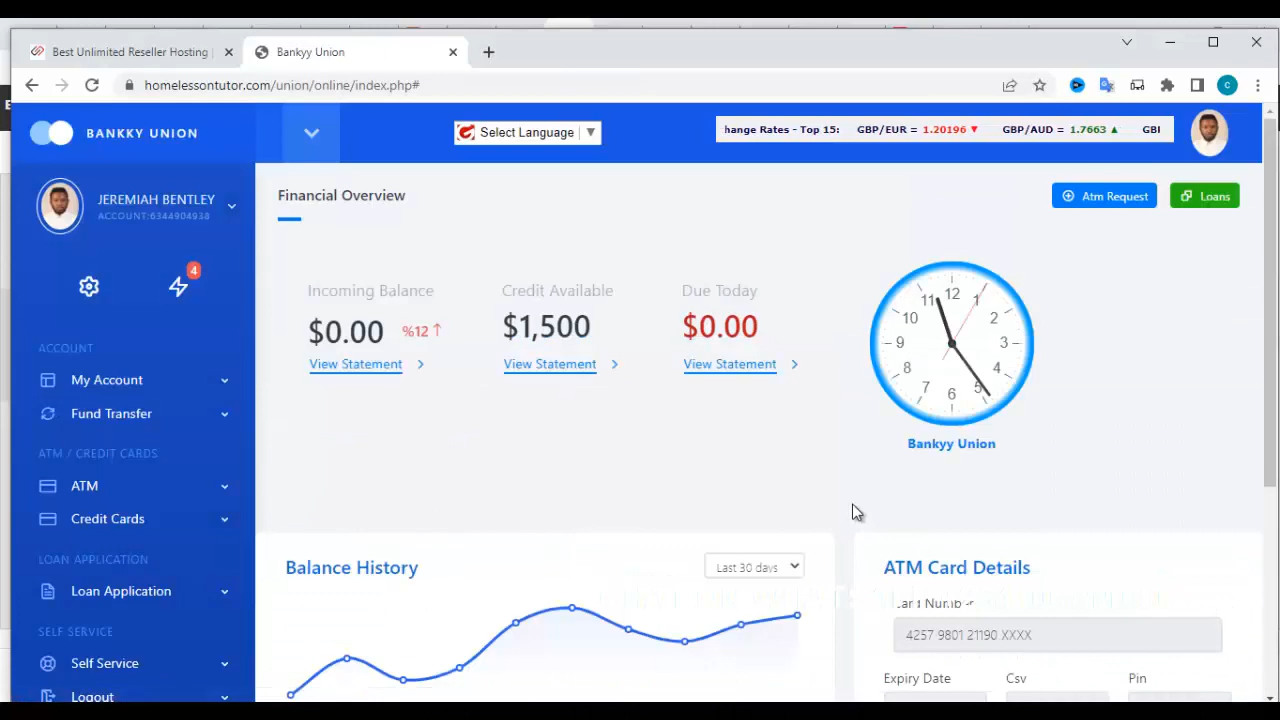 Best Unlimited Reseller Hosting
Bankyy Union
homelessontutor.com/union/online/index.php#
c
BANKKY UNION
Select Language ▼
hange Rates - Top 15: GBP/EUR = 1.20196 ▼ GBP/AUD = 1.7663 ▲
JEREMIAH BENTLEY
ACCOUNT:6344904938
Financial Overview
Atm Request
Loans
4
Incoming Balance
$0.00 %12 ↑
View Statement
Credit Available
$1,500
View Statement
Due Today
$0.00
View Statement
12
1
2
3
4
5
6
7
8
9
10
11
Bankyy Union
ACCOUNT
My Account
Fund Transfer
ATM / CREDIT CARDS
ATM
Credit Cards
LOAN APPLICATION
Loan Application
SELF SERVICE
Self Service
Logout
Balance History
Last 30 days
ATM Card Details
Card Number
4257 9801 21190 XXXX
Expiry Date
Csv
Pin